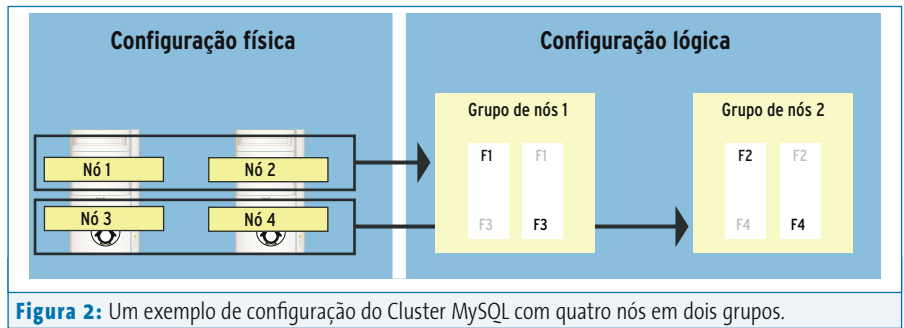 Configuração física
Configuração lógica
Nó 1
Nó 2
Nó 3
Nó 4
Grupo de nós 1
F1 F1
F3 F3
Grupo de nós 2
F2 F2
F4 F4
Figura 2: Um exemplo de configuração do Cluster MySQL com quatro nós em dois grupos.